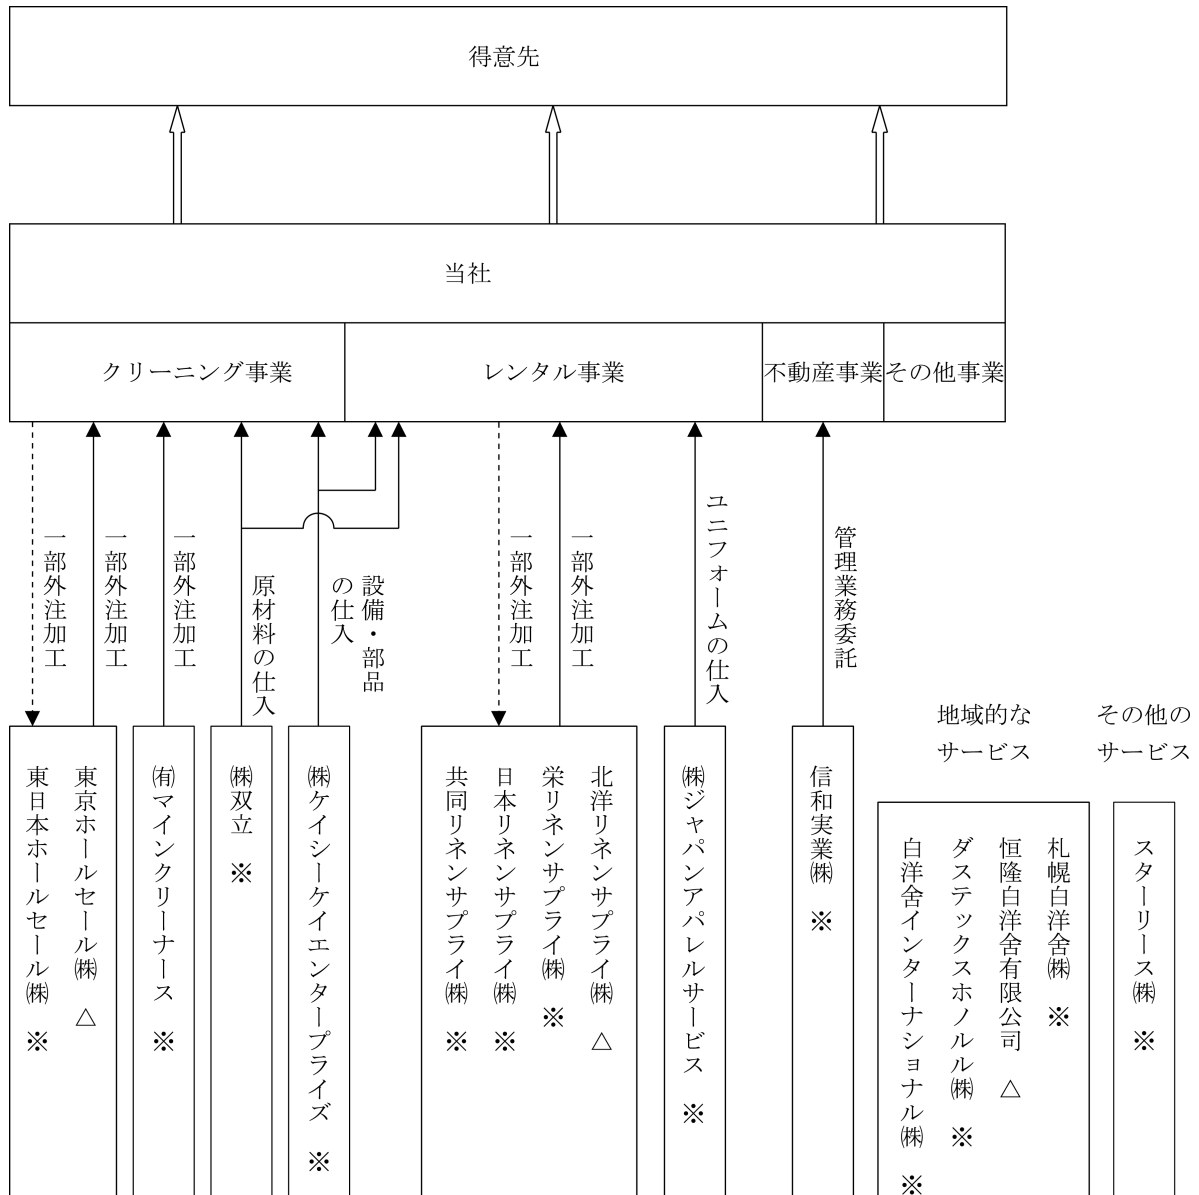 得意先
当社
クリーニング事業
レンタル事業
不動産事業
その他事業
一部外注加工
一部外注加工
一部外注加工
原材料の仕入
設備・部品
の仕入
一部外注加工
一部外注加工
ユニフォームの仕入
管理業務委託
地域的な
サービス
その他の
サービス
東京ホールセール㈱ △
東日本ホールセール㈱ ※
㈲マインクリーナース ※
㈱双立 ※
㈱ケイシーケイエンタープライズ ※
北洋リネンサプライ㈱ △
栄リネンサプライ㈱ ※
日本リネンサプライ㈱ ※
共同リネンサプライ㈱ ※
㈱ジャパンアパレルサービス ※
信和実業㈱ ※
札幌白洋舍㈱ ※
恒隆白洋舍有限公司 △
ダステックスホノルル㈱ ※
白洋舍インターナショナル㈱ ※
スターリース㈱ ※